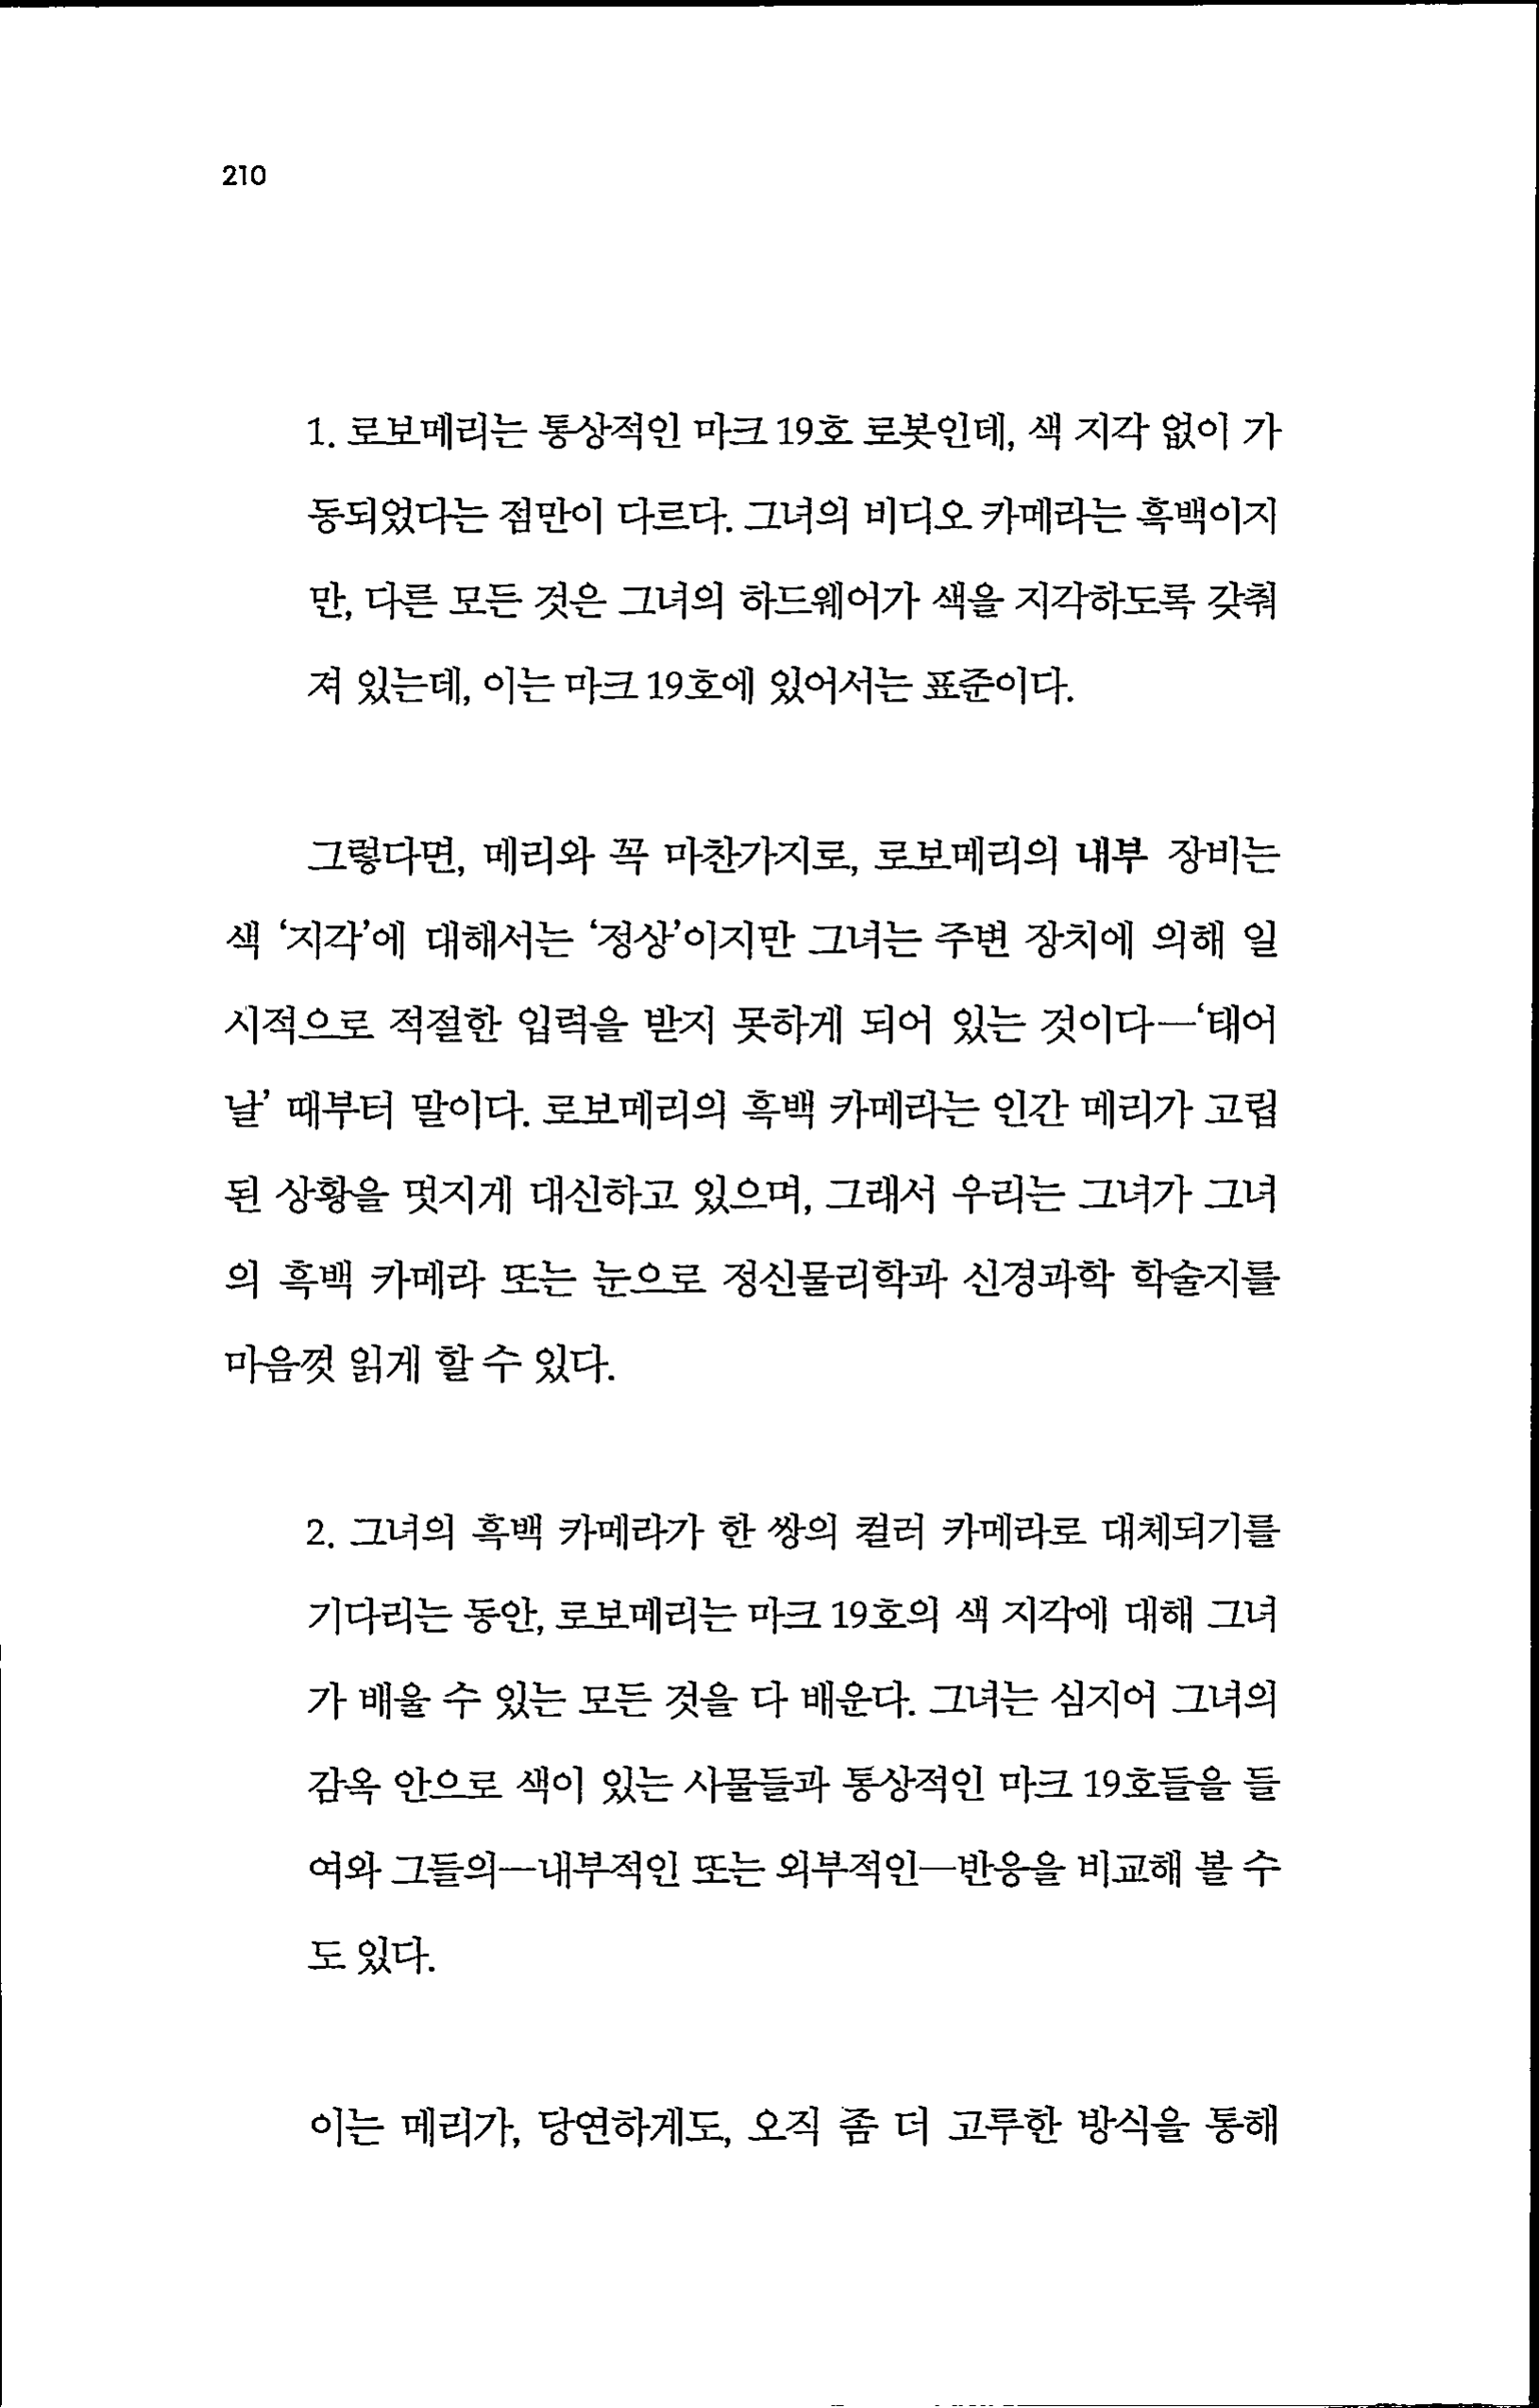 210
1. 로보메리는 통상적인 마크 19호 로봇인데, 색 지각 없이 가
동되었다는 점만이 다르다. 그녀의 비디오 카메라는 흑백이지
만, 다른 모든 것은 그녀의 하드웨어가 색을 지각하도록 갖춰
져 있는데, 이는 마크 19호에 있어서는 표준이다.
그렇다면, 메리와 꼭 마찬가지로, 로보메리의 내부 장비는
색 ‘지각’에 대해서는 ‘정상’이지만 그녀는 주변 장치에 의해 일
시적으로 적절한 입력을 받지 못하게 되어 있는 것이다—‘태어
날’ 때부터 말이다. 로보메리의 흑백 카메라는 인간 메리가 고립
된 상황을 멋지게 대신하고 있으며, 그래서 우리는 그녀가 그녀
의 흑백 카메라 또는 눈으로 정신물리학과 신경과학 학술지를
마음껏 읽게 할 수 있다.
2. 그녀의 흑백 카메라가 한 쌍의 컬러 카메라로 대체되기를
기다리는 동안, 로보메리는 마크 19호의 색 지각에 대해 그녀
가 배울 수 있는 모든 것을 다 배운다. 그녀는 심지어 그녀의
감옥 안으로 색이 있는 사물들과 통상적인 마크 19호들을 들
여와 그들의—내부적인 또는 외부적인—반응을 비교해 볼 수
도 있다.
이는 메리가, 당연하게도, 오직 좀 더 고루한 방식을 통해